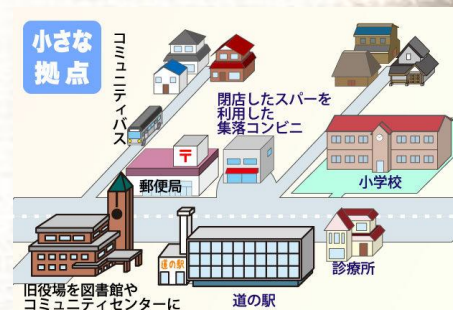 小さな
拠点
コミュニティバス
閉店したスパーを
利用した
集落コンビニ
〒
郵便局
小学校
道の駅
診療所
旧役場を図書館や
コミュニティセンターに
道の駅